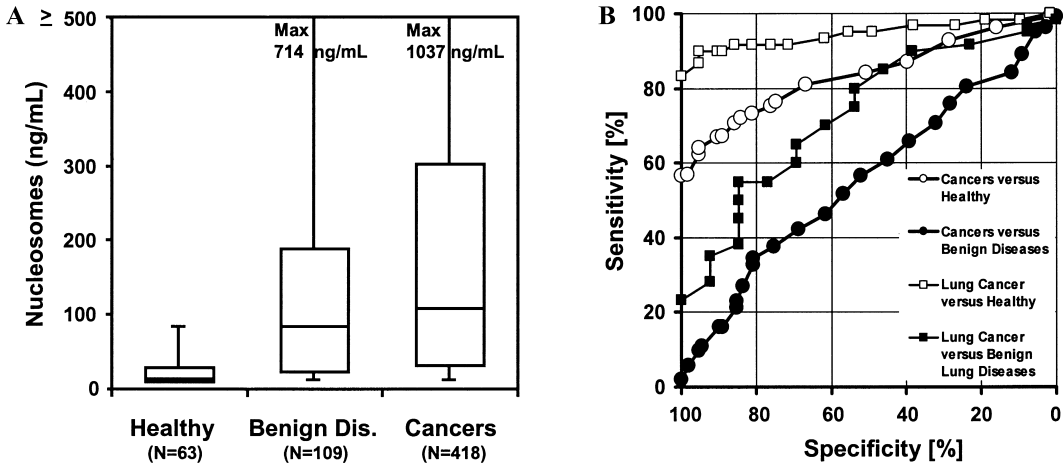 A
≥
500
400
300
200
100
0
Nucleosomes (ng/mL)
Max
714 ng/mL
Max
1037 ng/mL
Healthy
(N=63)
Benign Dis.
(N=109)
Cancers
(N=418)
B
100
80
60
40
20
0
Sensitivity [%]
Cancers versus
Healthy
Cancers versus
Benign Diseases
Lung Cancer
versus Healthy
Lung Cancer
versus Benign
Lung Diseases
100
80
60
40
20
0
Specificity [%]